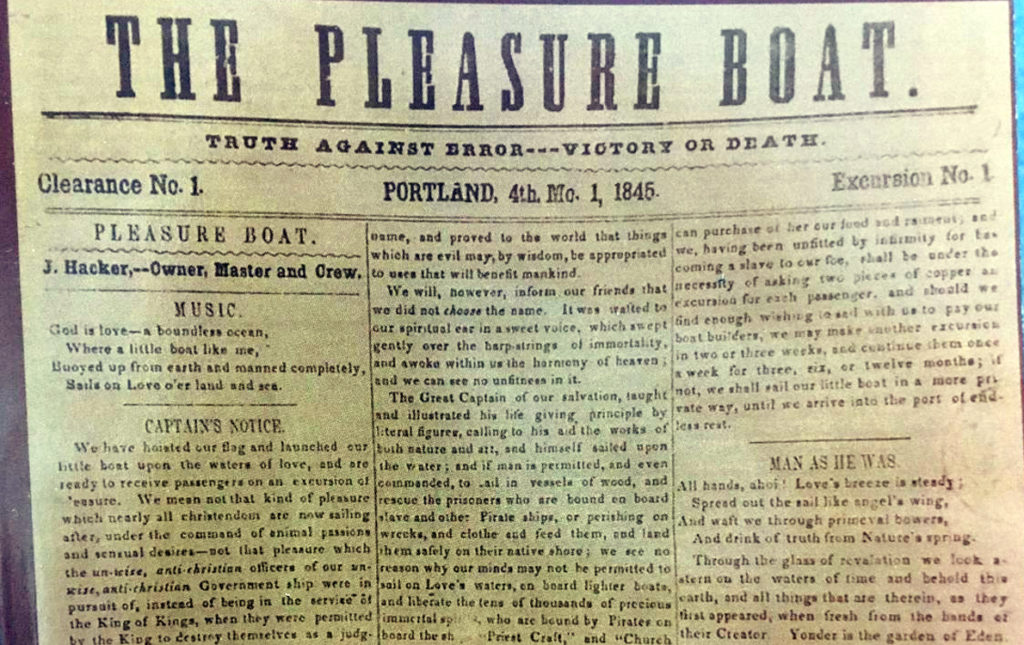 THE PLEASURE BOAT.
TRUTH AGAINST ERROR---VICTORY OR DEATH.
Clearance No. 1.
PORTLAND, 4th. Mo. 1, 1845.
Excursion No. 1
PLEASURE BOAT.
J. Hacker,--Owner, Master and Crew.
MUSIC.
God is love—a boundless ocean,
Where a little boat like me,
Buoyed up from earth and manned completely,
Sails on Love o'er land and sea.
CAPTAIN'S NOTICE.
We have hoisted our flag and launched our
little boat upon the waters of love, and are
ready to receive passengers on an excursion of
'easure. We mean not that kind of pleasure
which nearly all christendom are now sailing
after, under the command of animal passions
and sensual desires—not that pleasure which
the un-wise, anti-christian officers of our un-
wise, anti-christian Government ship were in
pursuit of, instead of being in the service of
the King of Kings, when they were permitted
by the King to destroy themselves as a judg-
name, and proved to the world that things
which are evil may, by wisdom, be appropriated
to uses that will benefit mankind.
We will, however, inform our friends that
we did not choose the name. It was wafted to
our spiritual ear in a sweet voice, which swept
gently over the harp-strings of immortality,
and awoke within us the harmony of heaven;
and we can see no unfitness in it.
The Great Captain of our salvation, taught
and illustrated his life giving principle by
literal figures, calling to his aid the works of
both nature and art, and himself sailed upon
the water; and if man is permitted, and even
commanded, to sail in vessels of wood, and
rescue the prisoners who are bound on board
slave and other Pirate ships, or perishing on
wrecks, and clothe and feed them, and land
them safely on their native shore; we see no
reason why our minds may not be permitted to
sail on Love's waters, on board lighter boats,
and liberate the tens of thousands of precious
immortal who are bound by Pirates on
board the "Priest Craft," and "Church
can purchase of her our food and raiment; and
we, having been unfitted by infirmity for be-
coming a slave to our foe, shall be under the
necessity of asking two pieces of copper an
excursion for each passenger, and should we
find enough wishing to sail with us to pay our
boat builders, we may make another excursion
in two or three weeks, and continue them once
a week for three, six, or twelve months; if
not, we shall sail our little boat in a more pri-
vate way, until we arrive into the port of end-
less rest.
MAN AS HE WAS
All hands, ahoi! Love's breeze is steady;
Spread out the sail like angel's wing,
And waft we through primeval bowers,
And drink of truth from Nature's spring.
Through the glass of revelation we look a-
stern on the waters of time and behold this
earth, and all things that are therein, as they
first appeared, when fresh from the hands of
their Creator. Yonder is the garden of Eden